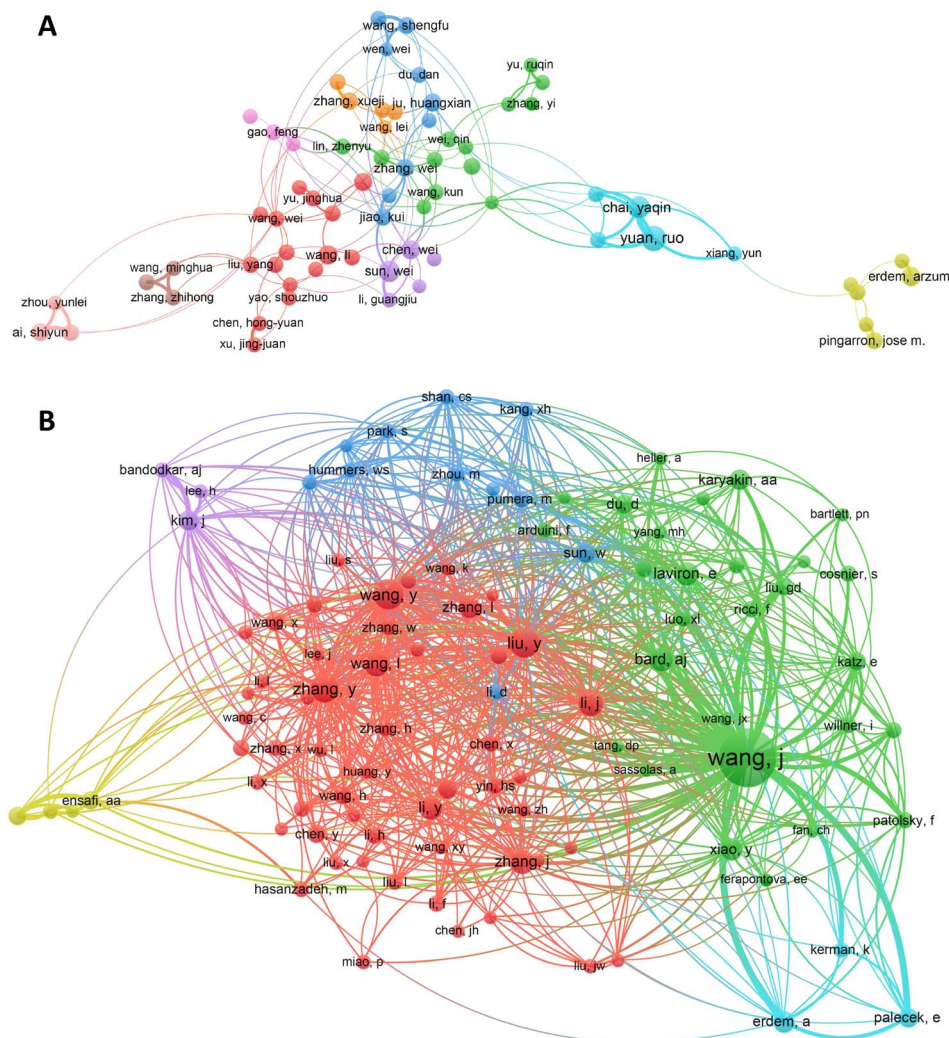 A
wang, shengfu
wen, wei
du, dan
yu, ruqin
zhang, yi
zhang, xueji
ju, huangxian
wang, lei
gao, feng
lin, zhenyu
wei, qin
zhang, wei
wang, kun
yu, jinghua
wang, wei
jiao, kui
chai, yaqin
yuan, ruo
xiang, yun
wang, li
chen, wei
liu, yang
sun, wei
wang, minghua
zhang, zhihong
yao, shouzhuo
li, guangjiu
erdem, arzum
zhou, yunlei
ai, shiyun
chen, hong-yuan
xu, jing-juan
pingarron, jose m.
B
shan, cs
kang, xh
park, s
heller, a
bandodkar, aj
lee, h
hummers, ws
zhou, m
karyakin, aa
kim, j
pumera, m
du, d
bartlett, pn
arduini, f
yang, mh
liu, s
wang, k
sun, w
laviron, e
liu, gd
cosnier, s
wang, y
zhang, l
ricci, f
wang, x
zhang, w
luo, xl
liu, y
lee, j
wang, l
bard, aj
katz, e
li, l
zhang, y
li, d
li, j
wang, c
zhang, h
wang, jx
willner, i
zhang, x
wu, l
chen, x
tang, dp
wang, j
huang, y
sassolas, a
li, x
yin, hs
wang, h
ensafi, aa
li, y
wang, zh
patolsky, f
chen, y
li, h
fan, ch
wang, xy
xiao, y
liu, x
zhang, j
hasanzadeh, m
liu, l
ferapontova, ee
li, f
chen, jh
kerman, k
miao, p
liu, jw
erdem, a
palecek, e